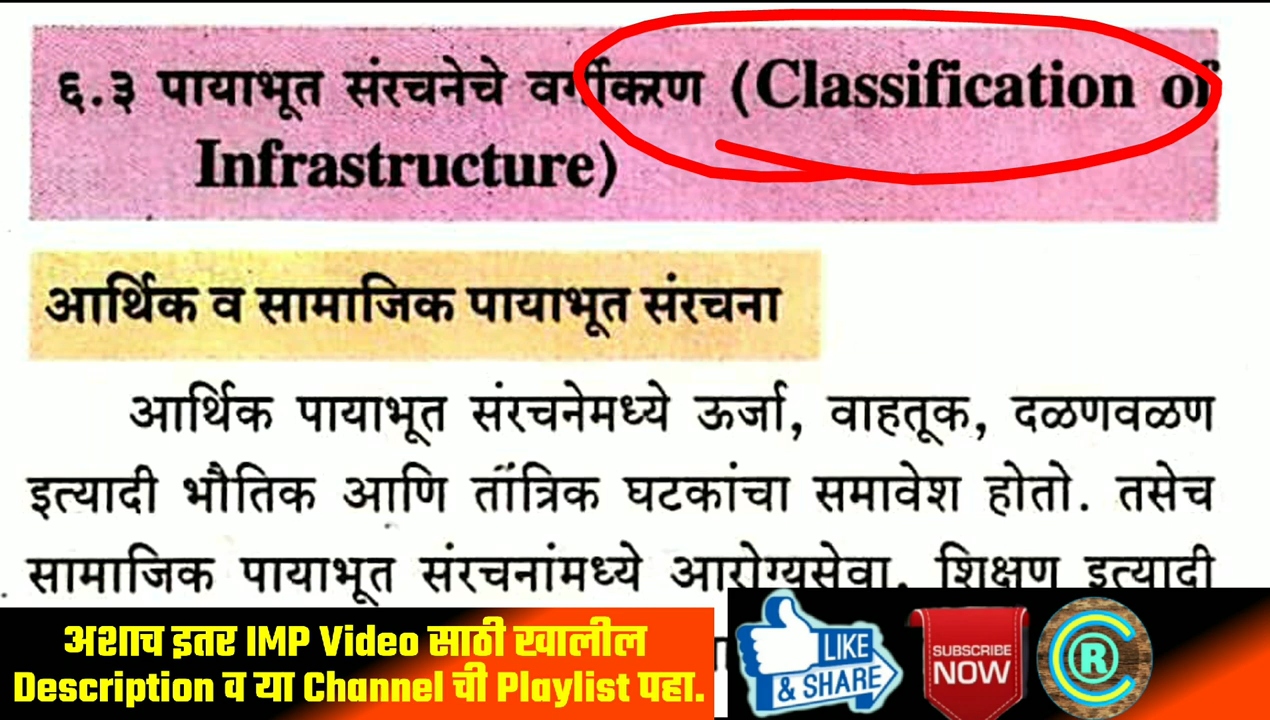 ६.३ पायाभूत संरचनेचे वर्गीकरण (Classification of
Infrastructure)
आर्थिक व सामाजिक पायाभूत संरचना
आर्थिक पायाभूत संरचनेमध्ये ऊर्जा, वाहतूक, दळणवळण
इत्यादी भौतिक आणि तांत्रिक घटकांचा समावेश होतो. तसेच
सामाजिक पायाभूत संरचनांमध्ये आरोग्यसेवा, शिक्षण इत्यादी
अशाच इतर IMP Video साठी खालील
Description व या Channel ची Playlist पहा.
LIKE
& SHARE
SUBSCRIBE
NOW
R